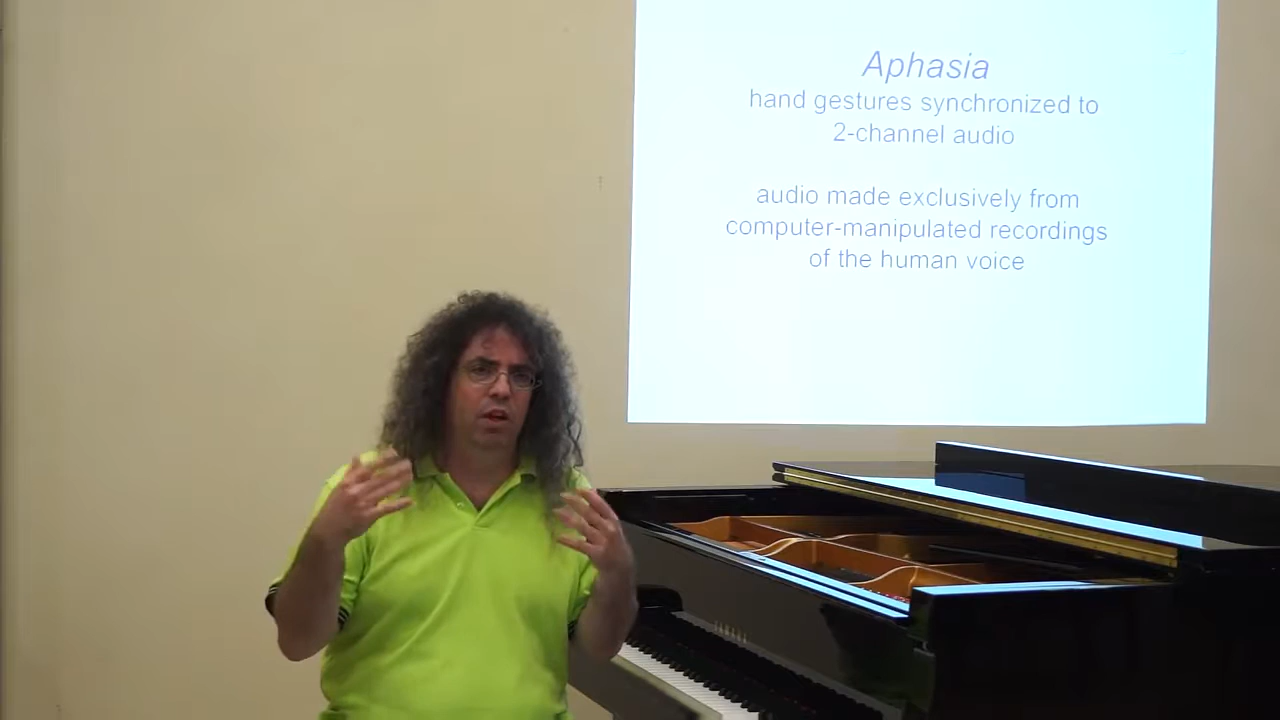 Aphasia
hand gestures synchronized to
2-channel audio
audio made exclusively from
computer-manipulated recordings
of the human voice
YAMAHA